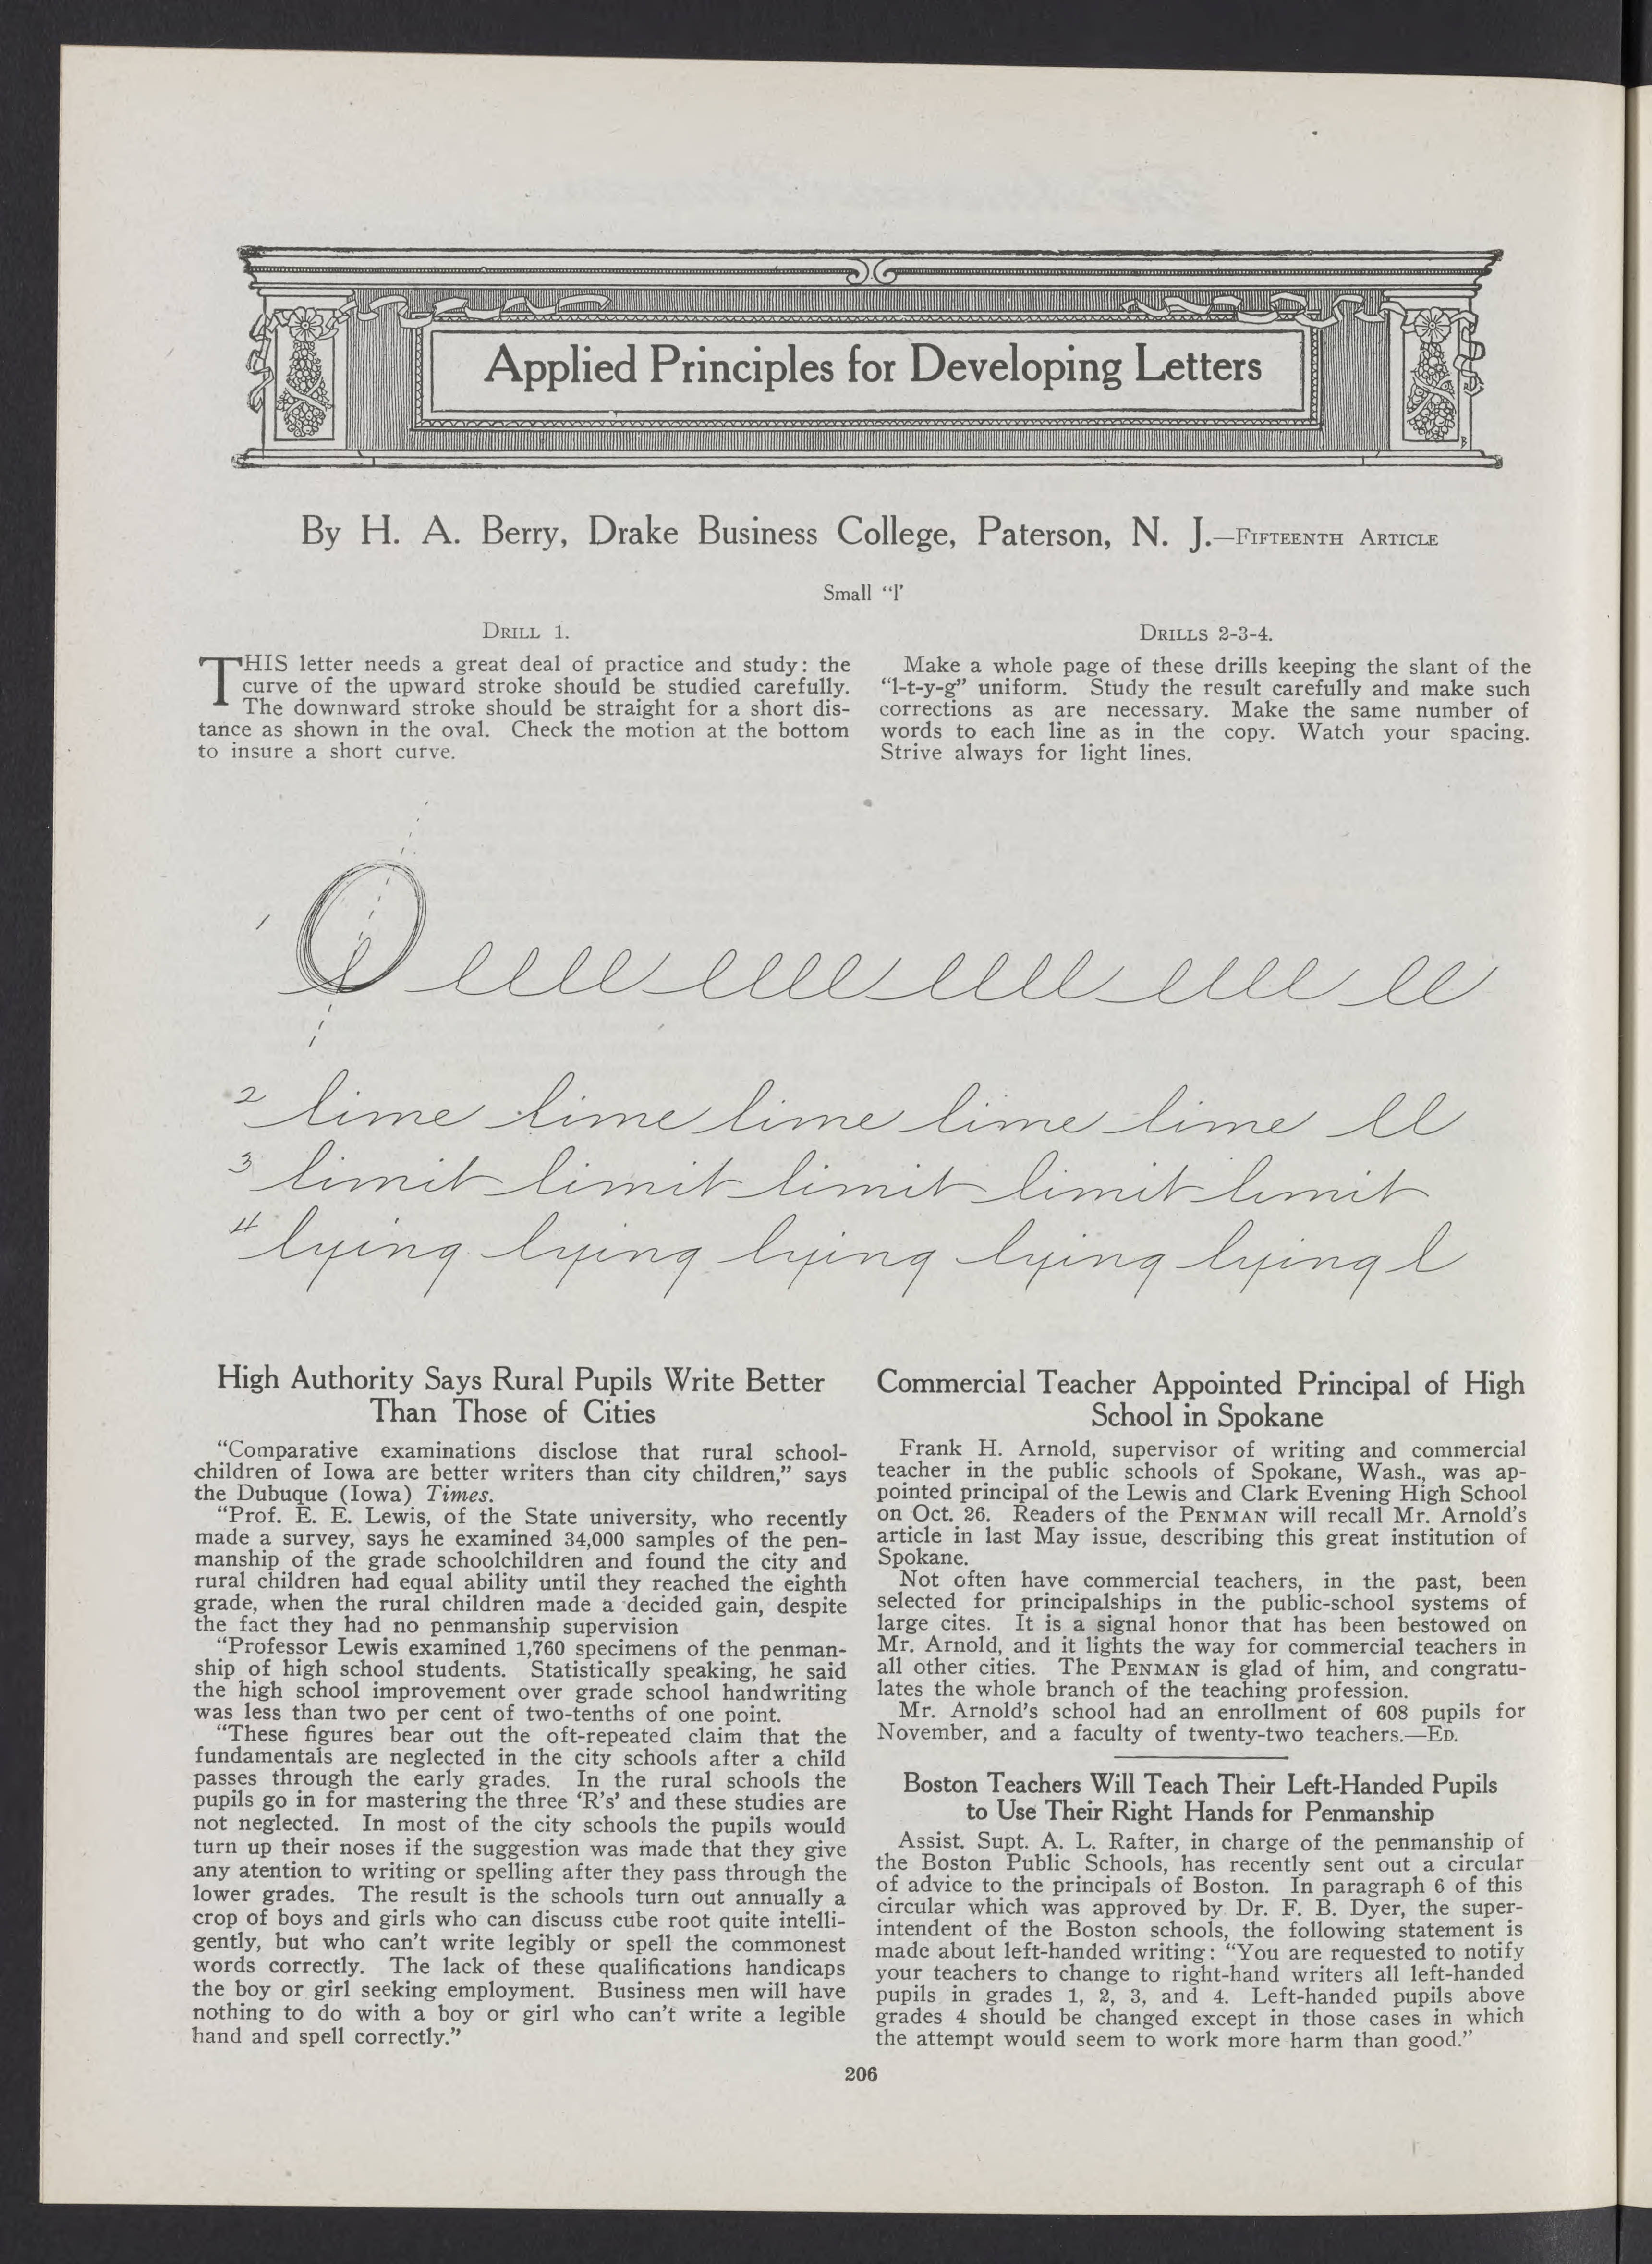 Applied Principles for Developing Letters
By H. A. Berry, Drake Business College, Paterson, N. J.—Fifteenth Article
Small "l'
Drill 1.
THIS letter needs a great deal of practice and study: the
curve of the upward stroke should be studied carefully.
The downward stroke should be straight for a short dis-
tance as shown in the oval. Check the motion at the bottom
to insure a short curve.
Drills 2-3-4.
Make a whole page of these drills keeping the slant of the
"l-t-y-g" uniform. Study the result carefully and make such
corrections as are necessary. Make the same number of
words to each line as in the copy. Watch your spacing.
Strive always for light lines.
1 llll llll llll llll ll
2 lime lime lime lime lime ll
3 limit limit limit limit limit
4 lying lying lying lying lying l
High Authority Says Rural Pupils Write Better
Than Those of Cities
"Comparative examinations disclose that rural school-
children of Iowa are better writers than city children," says
the Dubuque (Iowa) Times.
"Prof. E. E. Lewis, of the State university, who recently
made a survey, says he examined 34,000 samples of the pen-
manship of the grade schoolchildren and found the city and
rural children had equal ability until they reached the eighth
grade, when the rural children made a decided gain, despite
the fact they had no penmanship supervision
"Professor Lewis examined 1,760 specimens of the penman-
ship of high school students. Statistically speaking, he said
the high school improvement over grade school handwriting
was less than two per cent of two-tenths of one point.
"These figures bear out the oft-repeated claim that the
fundamentals are neglected in the city schools after a child
passes through the early grades. In the rural schools the
pupils go in for mastering the three 'R's' and these studies are
not neglected. In most of the city schools the pupils would
turn up their noses if the suggestion was made that they give
any atention to writing or spelling after they pass through the
lower grades. The result is the schools turn out annually a
crop of boys and girls who can discuss cube root quite intelli-
gently, but who can't write legibly or spell the commonest
words correctly. The lack of these qualifications handicaps
the boy or girl seeking employment. Business men will have
nothing to do with a boy or girl who can't write a legible
hand and spell correctly."
Commercial Teacher Appointed Principal of High
School in Spokane
Frank H. Arnold, supervisor of writing and commercial
teacher in the public schools of Spokane, Wash., was ap-
pointed principal of the Lewis and Clark Evening High School
on Oct. 26. Readers of the Penman will recall Mr. Arnold's
article in last May issue, describing this great institution of
Spokane.
Not often have commercial teachers, in the past, been
selected for principalships in the public-school systems of
large cites. It is a signal honor that has been bestowed on
Mr. Arnold, and it lights the way for commercial teachers in
all other cities. The Penman is glad of him, and congratu-
lates the whole branch of the teaching profession.
Mr. Arnold's school had an enrollment of 608 pupils for
November, and a faculty of twenty-two teachers.—Ed.
Boston Teachers Will Teach Their Left-Handed Pupils
to Use Their Right Hands for Penmanship
Assist. Supt. A. L. Rafter, in charge of the penmanship of
the Boston Public Schools, has recently sent out a circular
of advice to the principals of Boston. In paragraph 6 of this
circular which was approved by Dr. F. B. Dyer, the super-
intendent of the Boston schools, the following statement is
made about left-handed writing: "You are requested to notify
your teachers to change to right-hand writers all left-handed
pupils in grades 1, 2, 3, and 4. Left-handed pupils above
grades 4 should be changed except in those cases in which
the attempt would seem to work more harm than good."
206